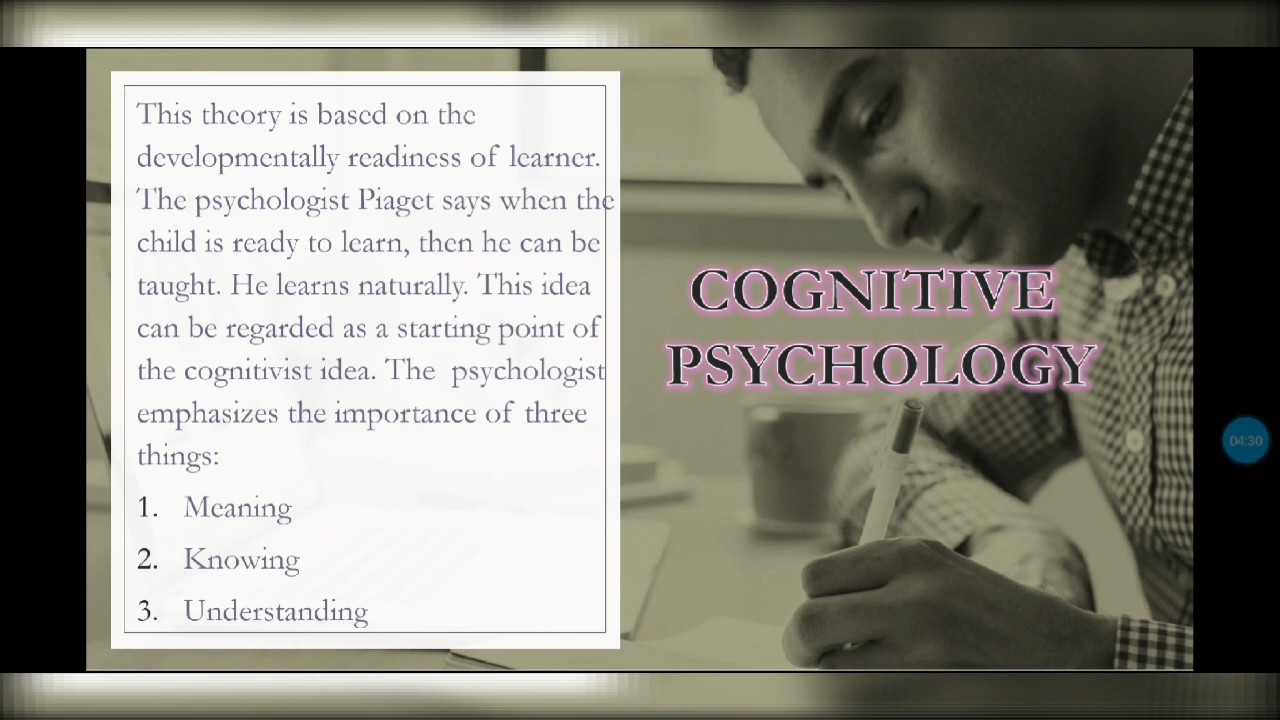 This theory is based on the
developmentally readiness of learner.
The psychologist Piaget says when the
child is ready to learn, then he can be
taught. He learns naturally. This idea
can be regarded as a starting point of
the cognitivist idea. The psychologist
emphasizes the importance of three
things:
1. Meaning
2. Knowing
3. Understanding
COGNITIVE
PSYCHOLOGY
04:30